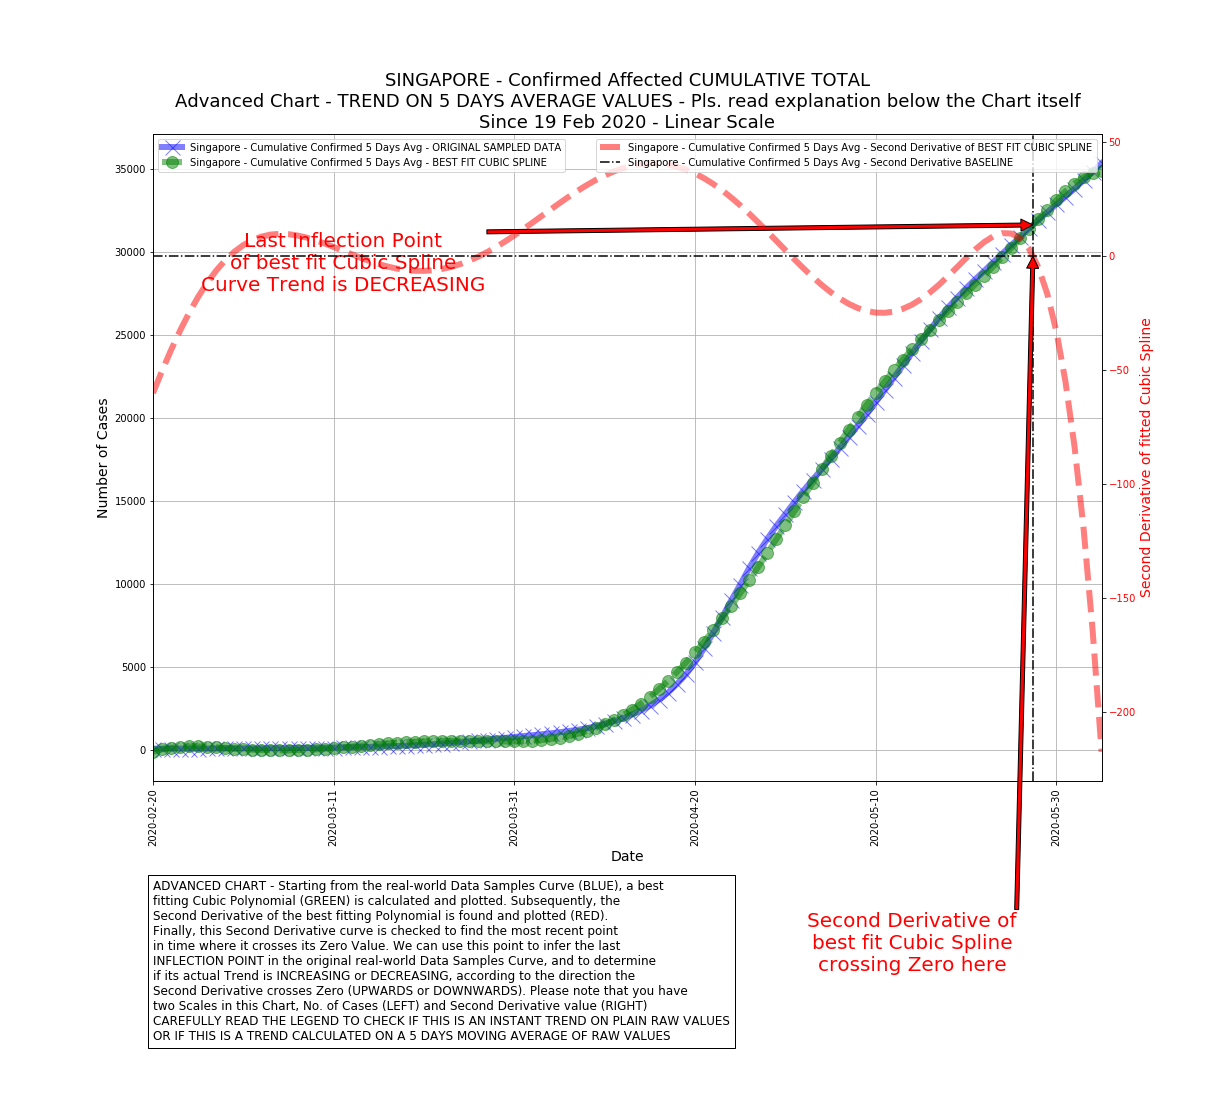 SINGAPORE - Confirmed Affected CUMULATIVE TOTAL
Advanced Chart - TREND ON 5 DAYS AVERAGE VALUES - Pls. read explanation below the Chart itself
Since 19 Feb 2020 - Linear Scale
Singapore - Cumulative Confirmed 5 Days Avg - ORIGINAL SAMPLED DATA
Singapore - Cumulative Confirmed 5 Days Avg - BEST FIT CUBIC SPLINE
Singapore - Cumulative Confirmed 5 Days Avg - Second Derivative of BEST FIT CUBIC SPLINE
Singapore - Cumulative Confirmed 5 Days Avg - Second Derivative BASELINE
Last Inflection Point
of best fit Cubic Spline
Curve Trend is DECREASING
Number of Cases
35000
30000
25000
20000
15000
10000
5000
0
50
0
−50
−100
−150
−200
Second Derivative of fitted Cubic Spline
2020-02-20
2020-03-11
2020-03-31
2020-04-20
2020-05-10
2020-05-30
Date
ADVANCED CHART - Starting from the real-world Data Samples Curve (BLUE), a best
fitting Cubic Polynomial (GREEN) is calculated and plotted. Subsequently, the
Second Derivative of the best fitting Polynomial is found and plotted (RED).
Finally, this Second Derivative curve is checked to find the most recent point
in time where it crosses its Zero Value. We can use this point to infer the last
INFLECTION POINT in the original real-world Data Samples Curve, and to determine
if its actual Trend is INCREASING or DECREASING, according to the direction the
Second Derivative crosses Zero (UPWARDS or DOWNWARDS). Please note that you have
two Scales in this Chart, No. of Cases (LEFT) and Second Derivative value (RIGHT)
CAREFULLY READ THE LEGEND TO CHECK IF THIS IS AN INSTANT TREND ON PLAIN RAW VALUES
OR IF THIS IS A TREND CALCULATED ON A 5 DAYS MOVING AVERAGE OF RAW VALUES
Second Derivative of
best fit Cubic Spline
crossing Zero here